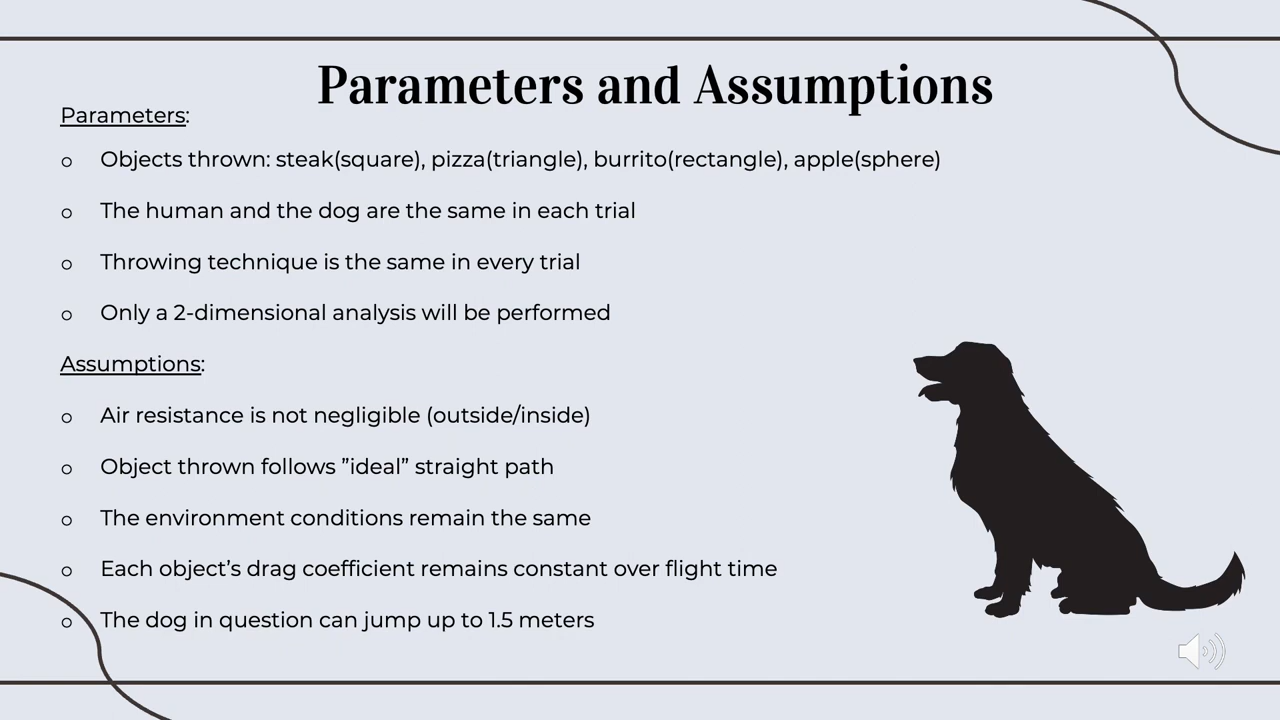 Parameters and Assumptions
Parameters:
o Objects thrown: steak(square), pizza(triangle), burrito(rectangle), apple(sphere)
o The human and the dog are the same in each trial
o Throwing technique is the same in every trial
o Only a 2-dimensional analysis will be performed
Assumptions:
o Air resistance is not negligible (outside/inside)
o Object thrown follows ”ideal” straight path
o The environment conditions remain the same
o Each object’s drag coefficient remains constant over flight time
o The dog in question can jump up to 1.5 meters